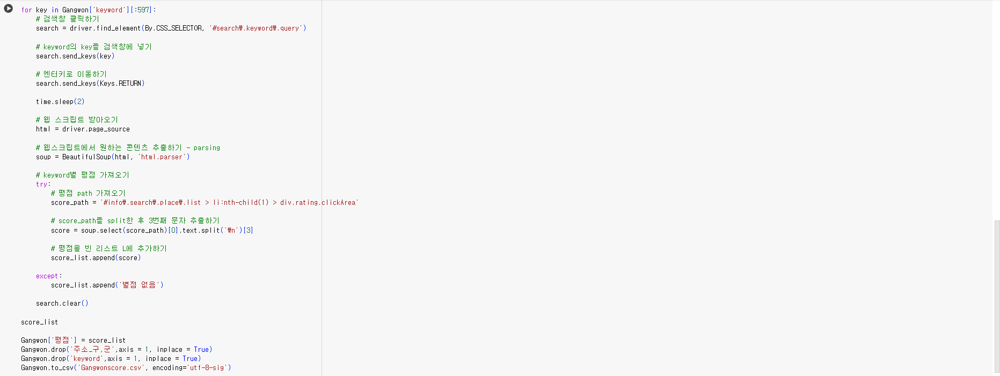 for key in Gangwon['keyword'][:597]:
# 검색창 클릭하기
search = driver.find_element(By.CSS_SELECTOR, '#search₩.keyword₩.query')
# keyword의 key를 검색창에 넣기
search.send_keys(key)
# 엔터키로 이동하기
search.send_keys(Keys.RETURN)
time.sleep(2)
# 웹 스크립트 받아오기
html = driver.page_source
# 웹스크립트에서 원하는 콘텐츠 추출하기 - parsing
soup = BeautifulSoup(html, 'html.parser')
# keyword별 평점 가져오기
try:
# 평점 path 가져오기
score_path = '#info₩.search₩.place₩.list > li:nth-child(1) > div.rating.clickArea'
# score_path를 split한 후 3번째 문자 추출하기
score = soup.select(score_path)[0].text.split('₩n')[3]
# 평점을 빈 리스트 L에 추가하기
score_list.append(score)
except:
score_list.append('별점 없음')
search.clear()
score_list
Gangwon['평점'] = score_list
Gangwon.drop('주소_구,군',axis = 1, inplace = True)
Gangwon.drop('keyword',axis = 1, inplace = True)
Gangwon.to_csv('Gangwonscore.csv', encoding='utf-8-sig')